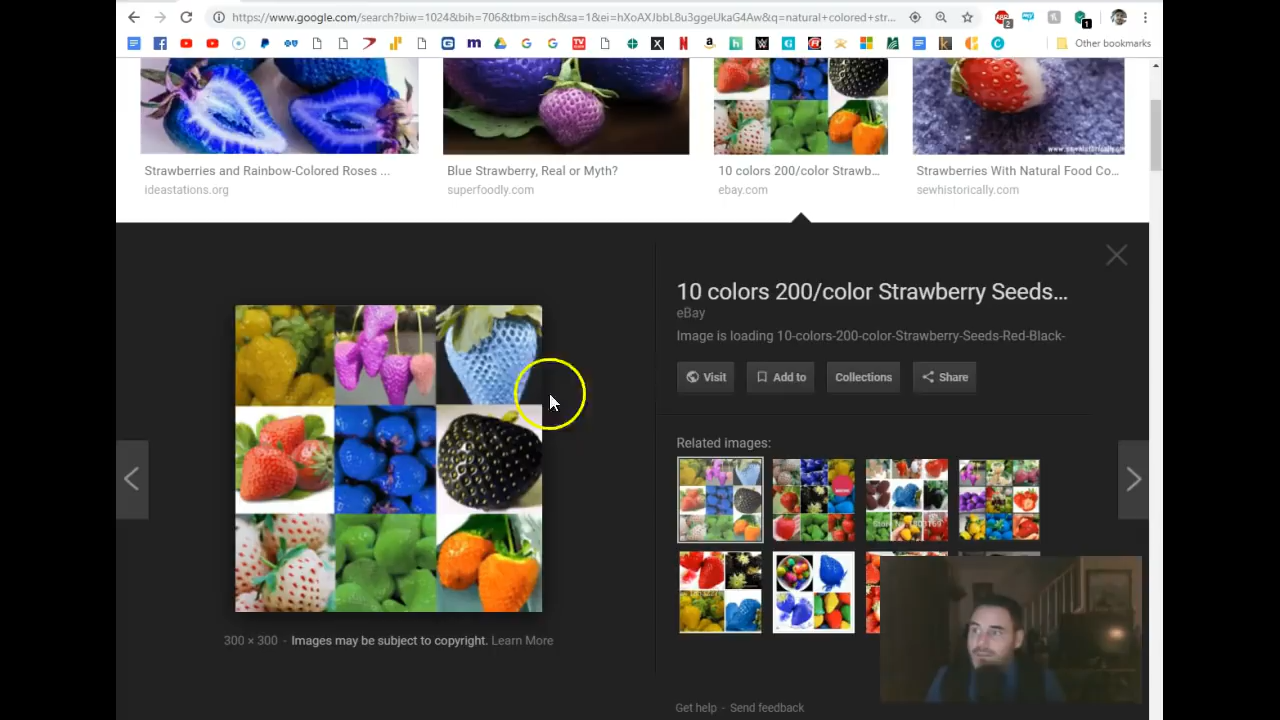 https://www.google.com/search?biw=1024&bih=706&tbm=isch&sa=1&ei=hXoAXJbbL8u3ggeUkaG4Aw&q=natural+colored+str...
Other bookmarks
www.sewhistorically.com
Strawberries and Rainbow-Colored Roses ...
Blue Strawberry, Real or Myth?
10 colors 200/color Strawb...
Strawberries With Natural Food Co...
ideastations.org
superfoodly.com
ebay.com
sewhistorically.com
10 colors 200/color Strawberry Seeds...
eBay
Image is loading 10-colors-200-color-Strawberry-Seeds-Red-Black-
Visit
Add to
Collections
Share
Related images:
300 × 300 - Images may be subject to copyright. Learn More
Get help - Send feedback